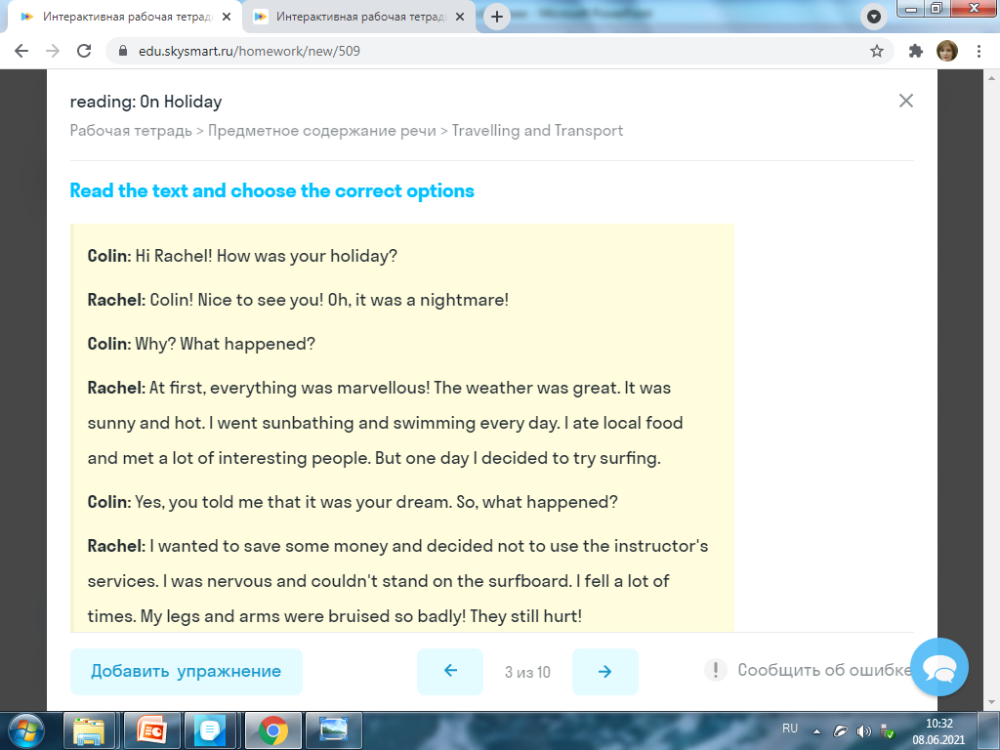 Интерактивная рабочая тетрадь
Интерактивная рабочая тетрадь
Microsoft PowerPoint
edu.skysmart.ru/homework/new/509
reading: On Holiday
Рабочая тетрадь > Предметное содержание речи > Travelling and Transport
Read the text and choose the correct options
Colin: Hi Rachel! How was your holiday?
Rachel: Colin! Nice to see you! Oh, it was a nightmare!
Colin: Why? What happened?
Rachel: At first, everything was marvellous! The weather was great. It was
sunny and hot. I went sunbathing and swimming every day. I ate local food
and met a lot of interesting people. But one day I decided to try surfing.
Colin: Yes, you told me that it was your dream. So, what happened?
Rachel: I wanted to save some money and decided not to use the instructor's
services. I was nervous and couldn't stand on the surfboard. I fell a lot of
times. My legs and arms were bruised so badly! They still hurt!
Добавить упражнение
3 из 10
Сообщить об ошибке
RU
10:32
08.06.2021